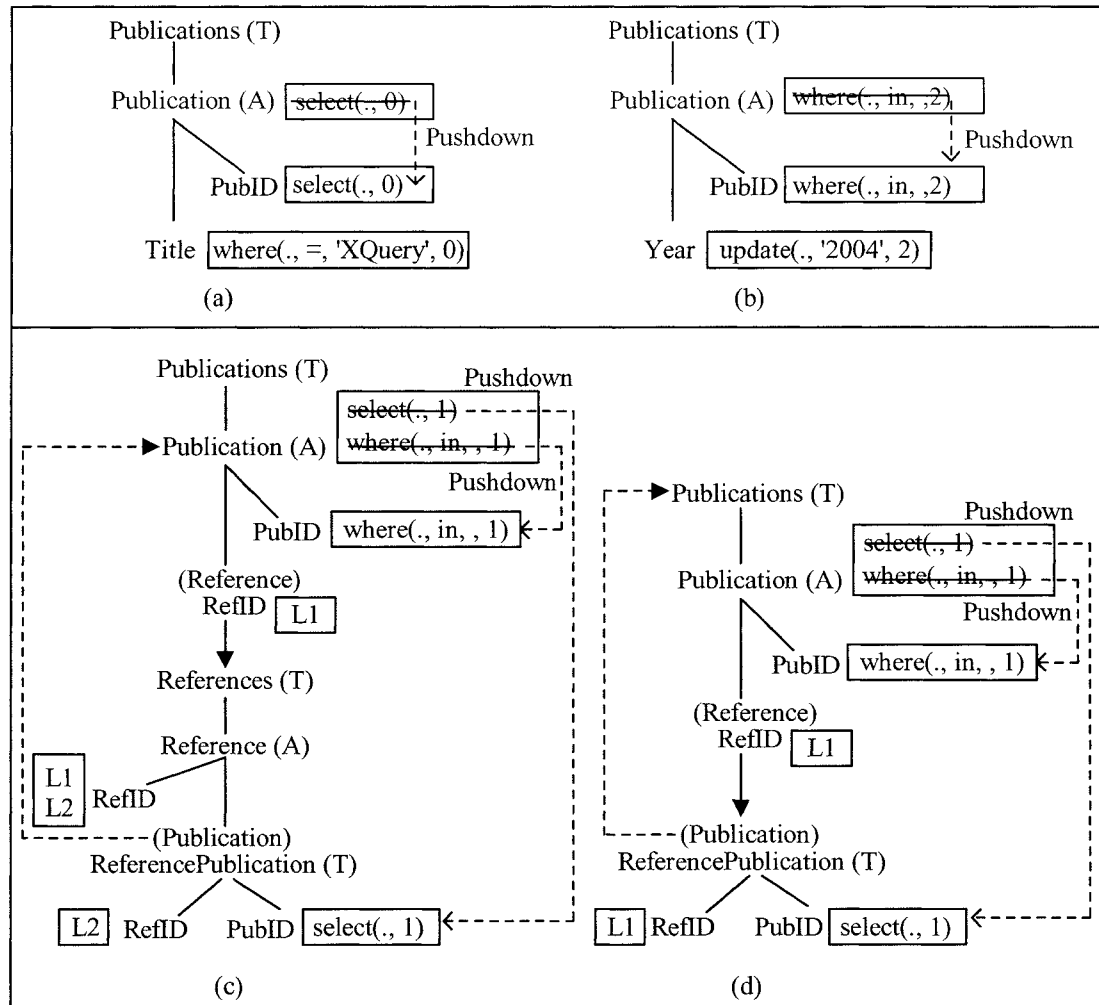 Publications (T)
Publication (A) select(., 0)
Pushdown
PubID select(., 0)
Title where(., =, 'XQuery', 0)
(a)
Publications (T)
Publication (A) where(., in, ,2)
Pushdown
PubID where(., in, ,2)
Year update(., '2004', 2)
(b)
Publications (T)
Pushdown
select(., 1)
Publication (A) where(., in, , 1)
Pushdown
PubID where(., in, , 1)
(Reference)
RefID L1
References (T)
Reference (A)
L1
L2 RefID
(Publication)
ReferencePublication (T)
L2 RefID PubID select(., 1)
(c)
Publications (T)
Pushdown
select(., 1)
Publication (A) where(., in, , 1)
Pushdown
PubID where(., in, , 1)
(Reference)
RefID L1
(Publication)
ReferencePublication (T)
L1 RefID PubID select(., 1)
(d)